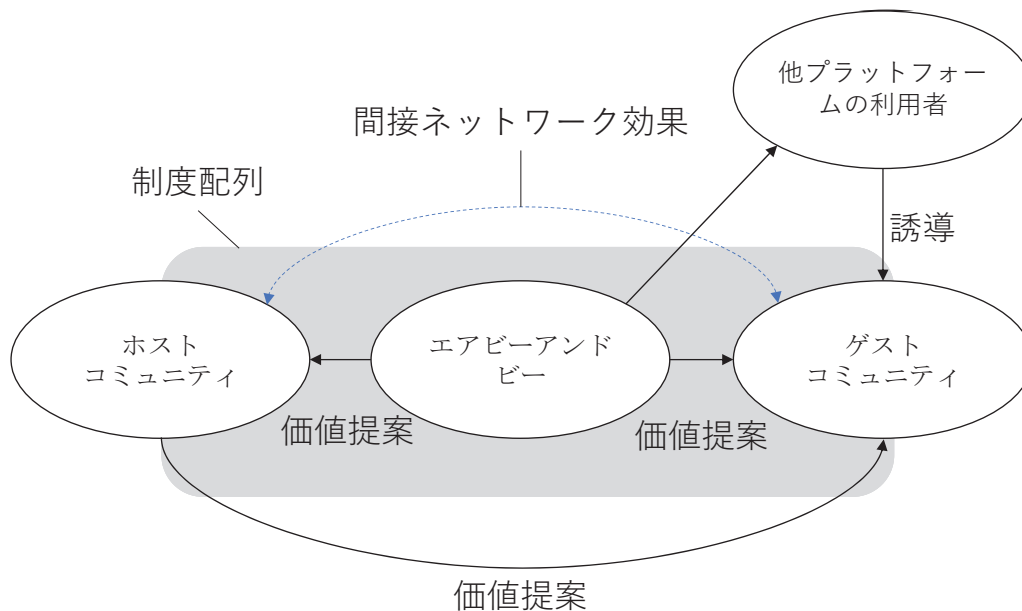 他プラットフォー
ムの利用者
間接ネットワーク効果
制度配列
誘導
ホスト
コミュニティ
エアビーアンド
ビー
ゲスト
コミュニティ
価値提案
価値提案
価値提案